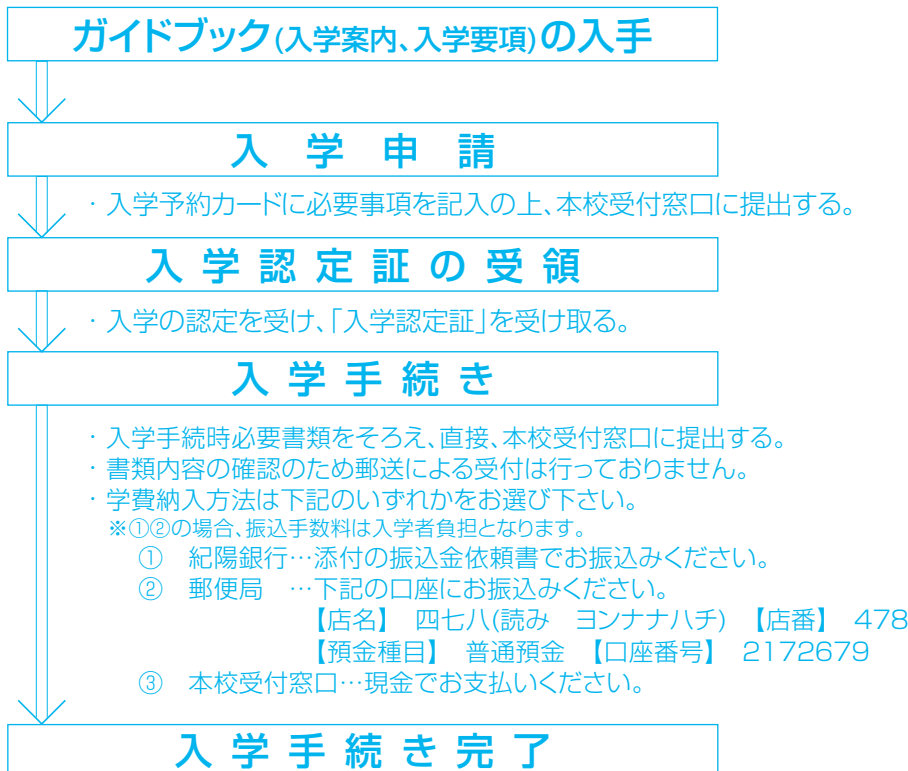 ガイドブック(入学案内、入学要項)の入手
入学申請
・入学予約カードに必要事項を記入の上、本校受付窓口に提出する。
入学認定証の受領
・入学の認定を受け、「入学認定証」を受け取る。
入学手続き
・入学手続時必要書類をそろえ、直接、本校受付窓口に提出する。
・書類内容の確認のため郵送による受付は行っておりません。
・学費納入方法は下記のいずれかをお選び下さい。
※①②の場合、振込手数料は入学者負担となります。
① 紀陽銀行…添付の振込金依頼書でお振込みください。
② 郵便局 …下記の口座にお振込みください。
【店名】 四七八(読み ヨンナナハチ) 【店番】 478
【預金種目】 普通預金 【口座番号】 2172679
③ 本校受付窓口…現金でお支払いください。
入学手続き完了